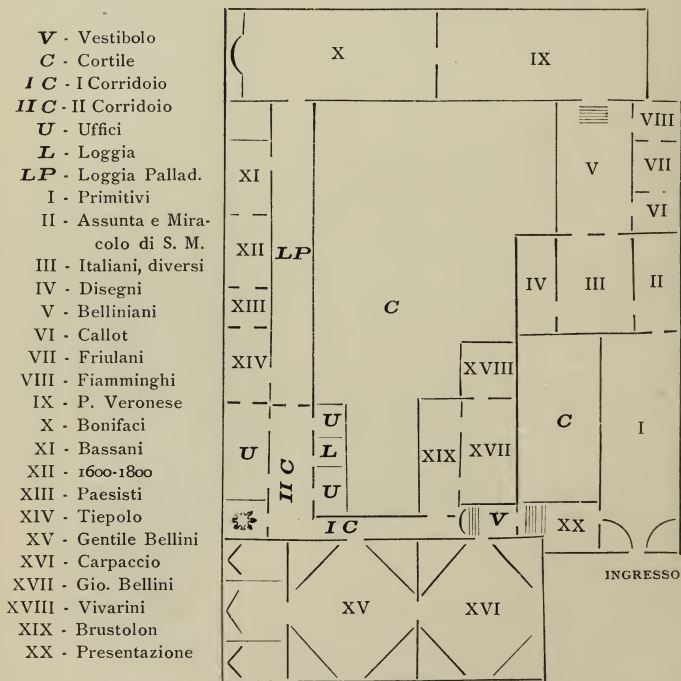 V - Vestibolo
C - Cortile
I C - I Corridoio
II C - II Corridoio
U - Uffici
L - Loggia
LP - Loggia Pallad.
I - Primitivi
II - Assunta e Mira-
colo di S. M.
III - Italiani, diversi
IV - Disegni
V - Belliniani
VI - Callot
VII - Friulani
VIII - Fiamminghi
IX - P. Veronese
X - Bonifaci
XI - Bassani
XII - 1600-1800
XIII - Paesisti
XIV - Tiepolo
XV - Gentile Bellini
XVI - Carpaccio
XVII - Gio. Bellini
XVIII - Vivarini
XIX - Brustolon
XX - Presentazione
X
IX
VIII
V
VII
XI
VI
XII
LP
IV
III
II
XIII
C
XIV
XVIII
U
C
I
U
L
XIX
XVII
II C
U
I C
V
XX
INGRESSO
XV
XVI